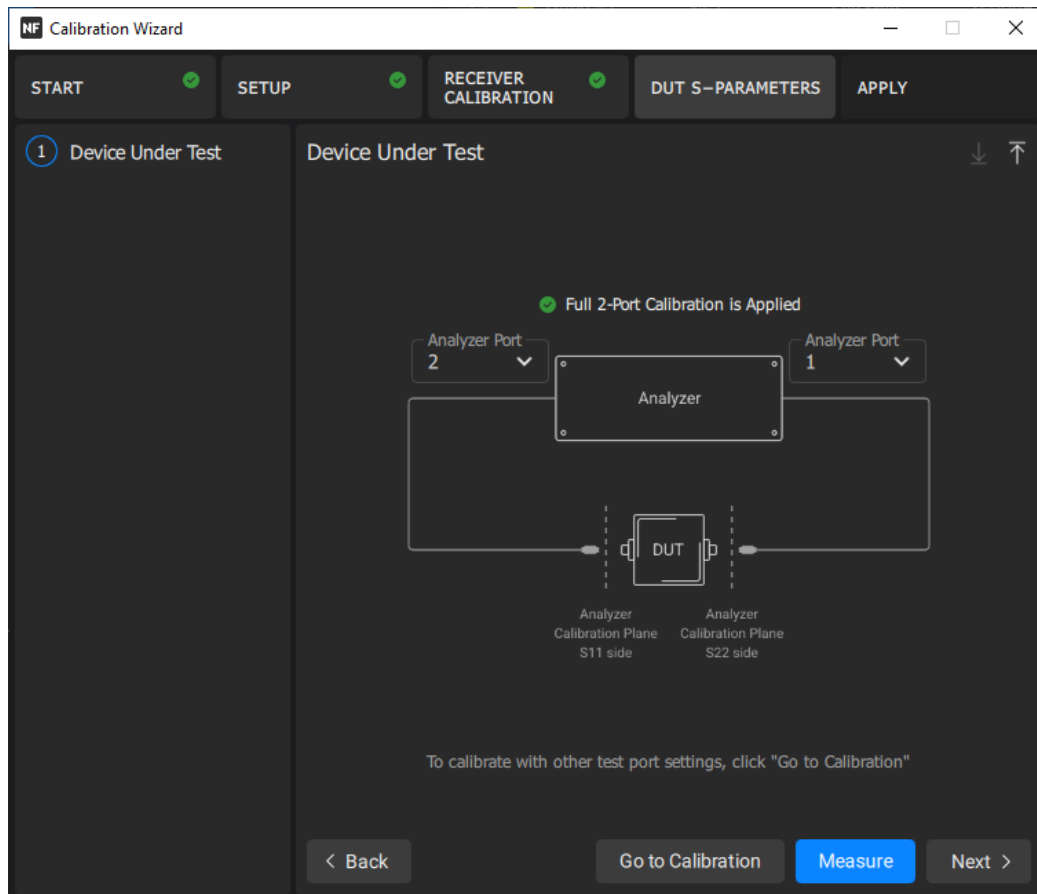 NF Calibration Wizard
START
SETUP
RECEIVER
CALIBRATION
DUT S-PARAMETERS
APPLY
1 Device Under Test
Device Under Test
Full 2-Port Calibration is Applied
Analyzer Port
2
Analyzer Port
1
Analyzer
DUT
Analyzer
Calibration Plane
S11 side
Analyzer
Calibration Plane
S22 side
To calibrate with other test port settings, click "Go to Calibration"
< Back
Go to Calibration
Measure
Next >